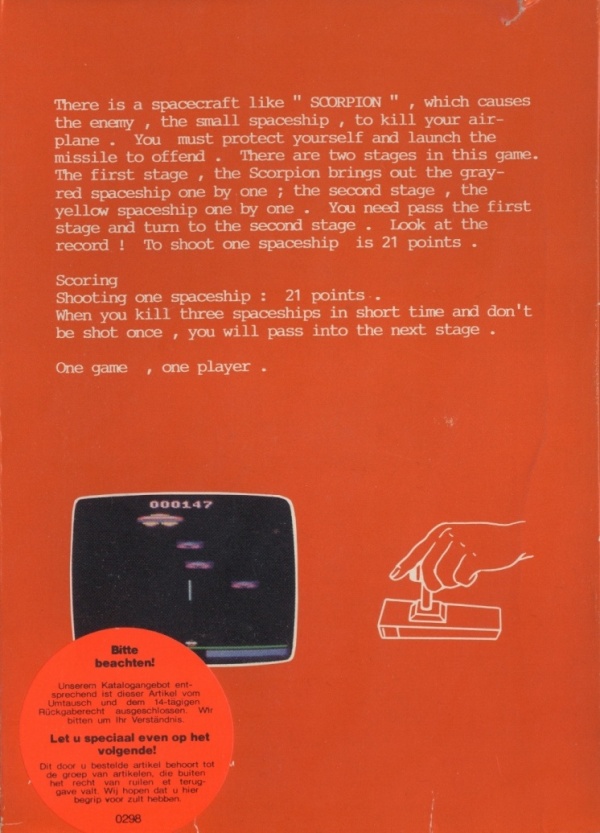 There is a spacecraft like " SCORPION " , which causes
the enemy , the small spaceship , to kill your air-
plane . You must protect yourself and launch the
missile to offend . There are two stages in this game.
The first stage , the Scorpion brings out the gray-
red spaceship one by one ; the second stage , the
yellow spaceship one by one . You need pass the first
stage and turn to the second stage . Look at the
record ! To shoot one spaceship is 21 points .
Scoring
Shooting one spaceship : 21 points .
When you kill three spaceships in short time and don't
be shot once , you will pass into the next stage .
One game , one player .
000147
Bitte
beachten!
Unserem Katalogangebot ent-
sprechend ist dieser Artikel vom
Umtausch und dem 14-tägigen
Rückgaberecht ausgeschlossen. Wir
bitten um Ihr Verständnis.
Let u speciaal even op het
volgende!
Dit door u bestelde artikel behoort tot
de groep van artikelen, die buiten
het recht van ruilen et terug-
gave valt. Wij hopen dat u hier
begrip voor zult hebben.
0298